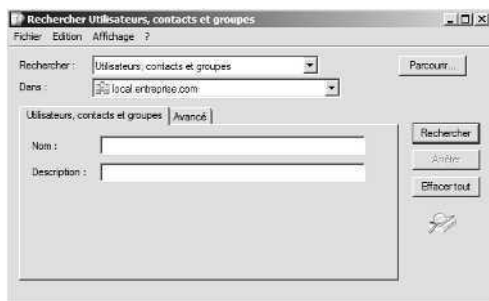 Rechercher Utilisateurs, contacts et groupes
Fichier Edition Affichage ?
Rechercher : Utilisateurs, contacts et groupes Parcourir...
Dans : local.entreprise.com
Utilisateurs, contacts et groupes Avancé
Rechercher
Nom :
Arrêter
Description :
Effacer tout